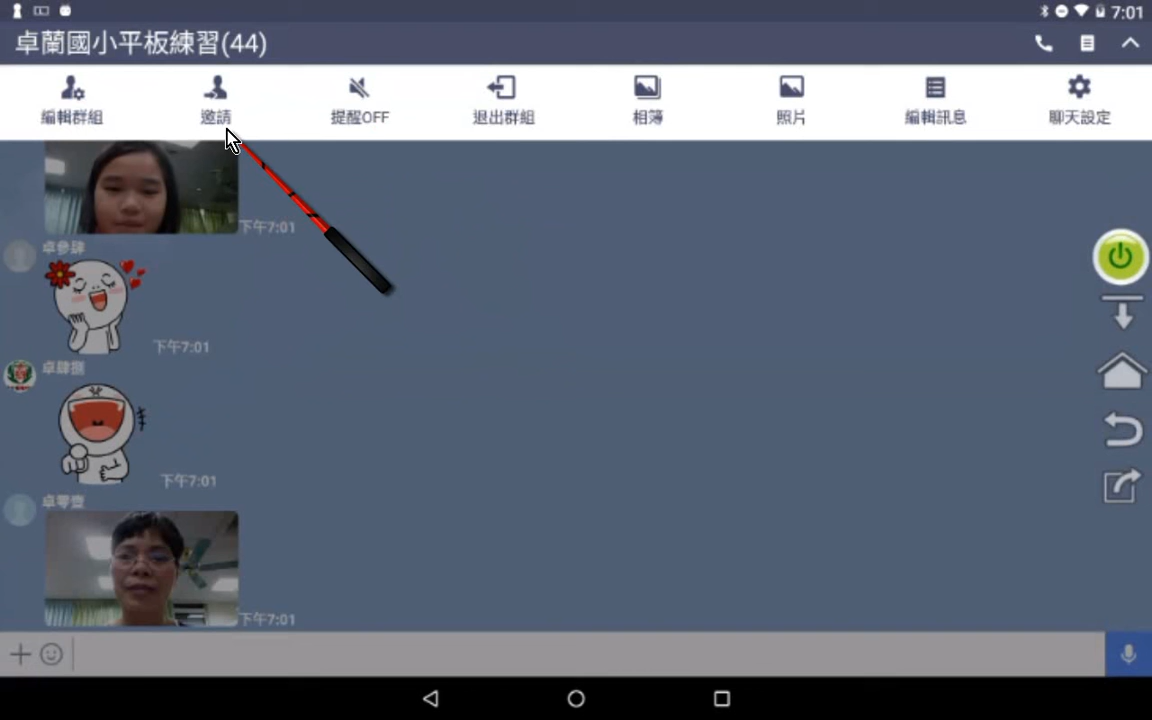 7:01
卓蘭國小平板練習(44)
編輯群組
邀請
提醒OFF
退出群組
相簿
照片
編輯訊息
聊天設定
下午7:01
卓參肆
下午7:01
卓肆捌
下午7:01
卓零壹
下午7:01